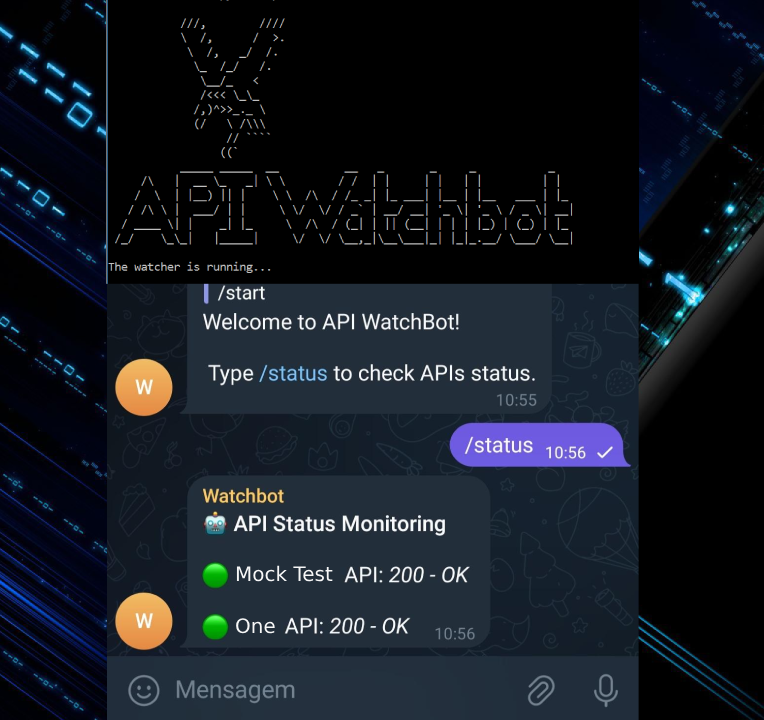 API Watchbot
The watcher is running...
/start
Welcome to API WatchBot!
Type /status to check APIs status.
10:55
W
/status 10:56
Watchbot
API Status Monitoring
Mock Test API: 200 - OK
One API: 200 - OK 10:56
W
Mensagem